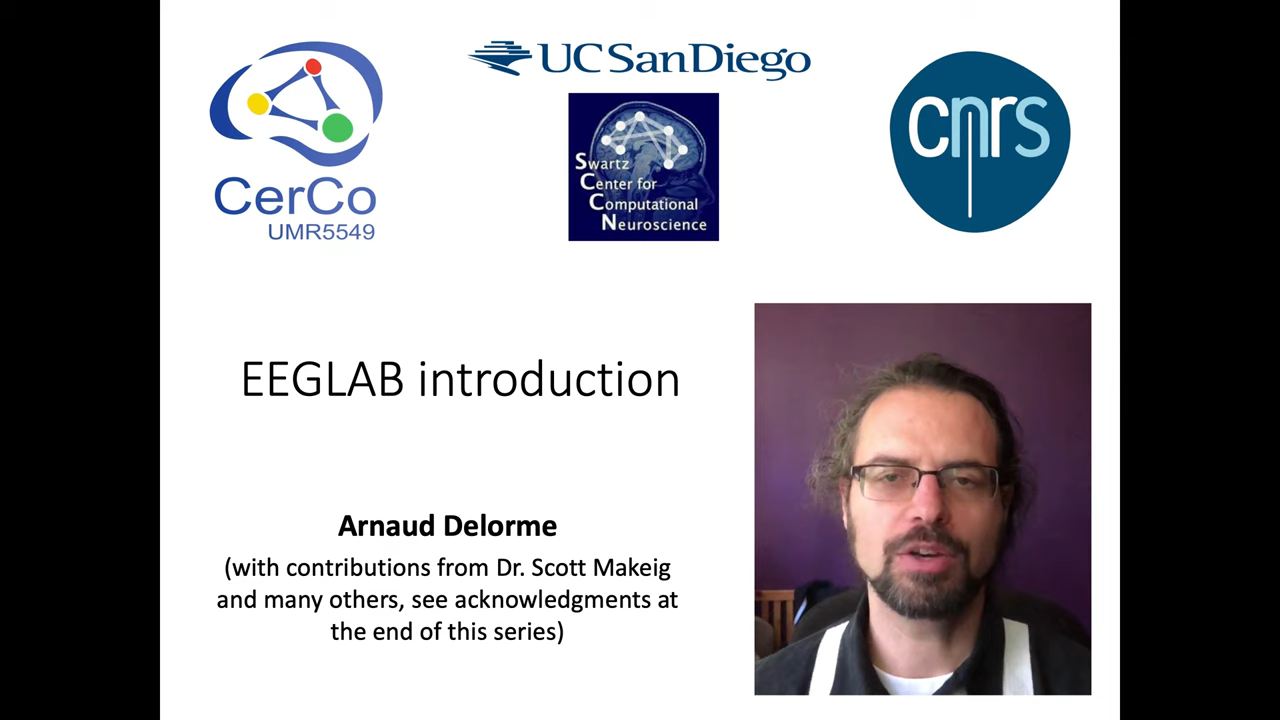 UC San Diego
CerCo
UMR5549
Swartz
Center for
Computational
Neuroscience
cnrs
EEGLAB introduction
Arnaud Delorme
(with contributions from Dr. Scott Makeig
and many others, see acknowledgments at
the end of this series)